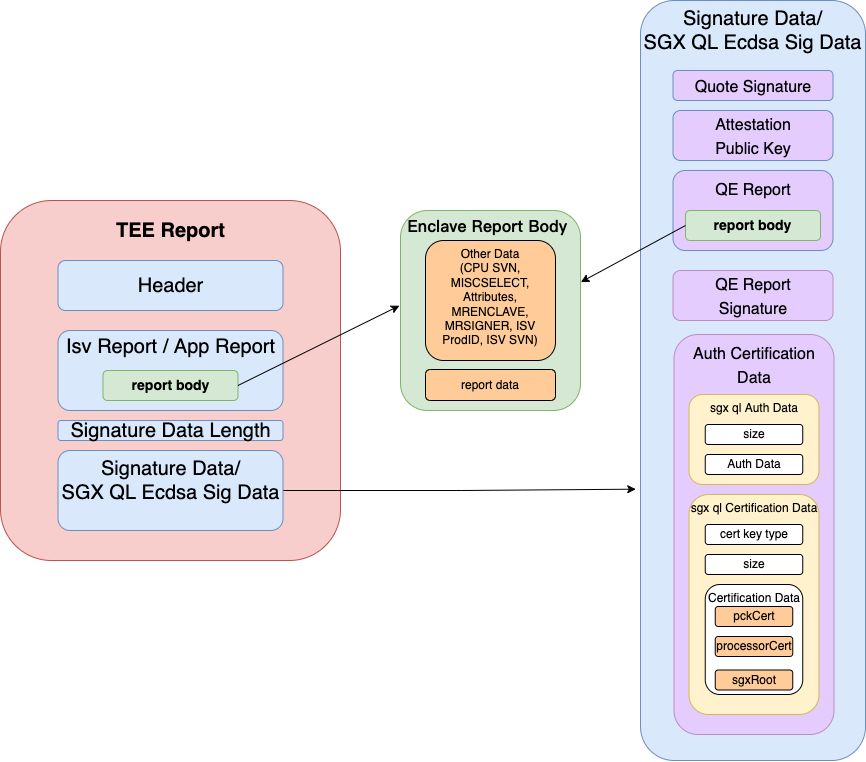 TEE Report
Header
Isv Report / App Report
report body
Signature Data Length
Signature Data/
SGX QL Ecdsa Sig Data
Enclave Report Body
Other Data
(CPU SVN,
MISCSELECT,
Attributes,
MRENCLAVE,
MRSIGNER, ISV
ProdID, ISV SVN)
report data
Signature Data/
SGX QL Ecdsa Sig Data
Quote Signature
Attestation
Public Key
QE Report
report body
QE Report
Signature
Auth Certification
Data
sgx ql Auth Data
size
Auth Data
sgx ql Certification Data
cert key type
size
Certification Data
pckCert
processorCert
sgxRoot